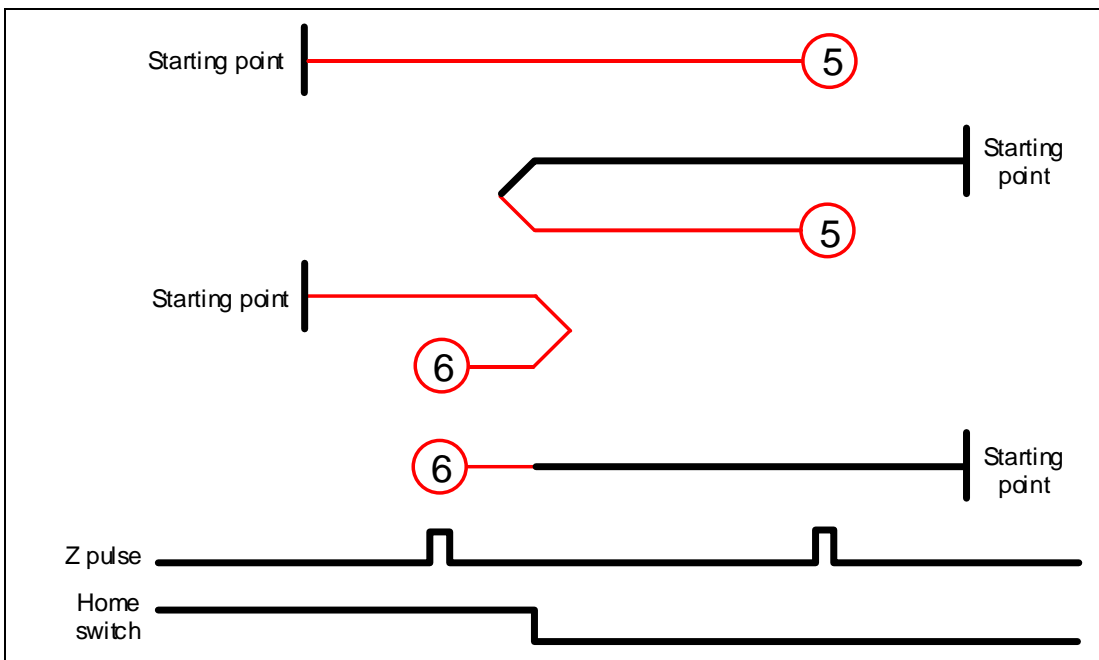 Starting point
5
Starting
point
5
Starting point
6
6
Starting
point
Z pulse
Home
switch